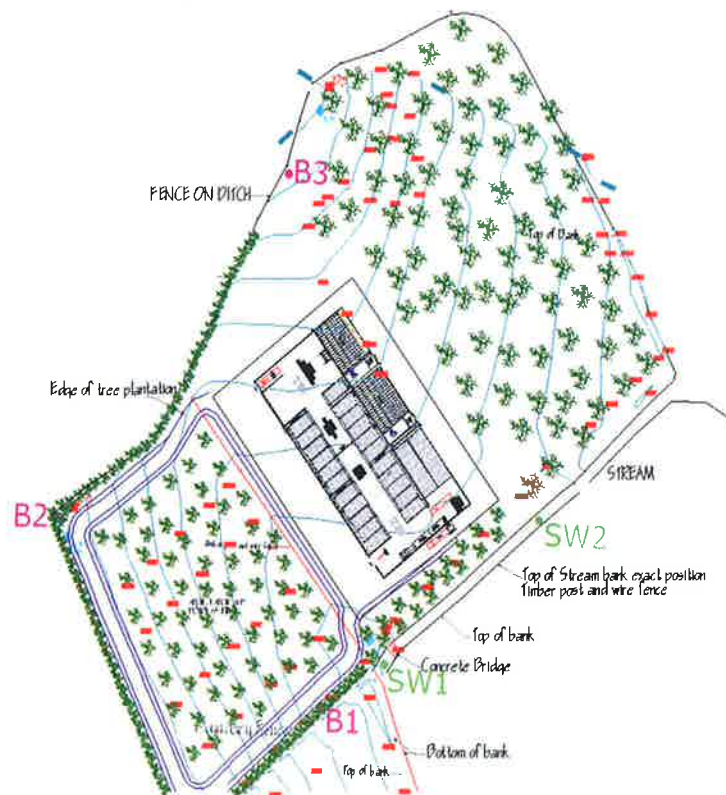 B3
FENCE ON DITCH
Top of Bank
Edge of tree plantation
STREAM
B2
SW2
Top of Stream bank exact position
Timber post and wire fence
Top of bank
Concrete Bridge
SW1
B1
Bottom of bank
Top of bank